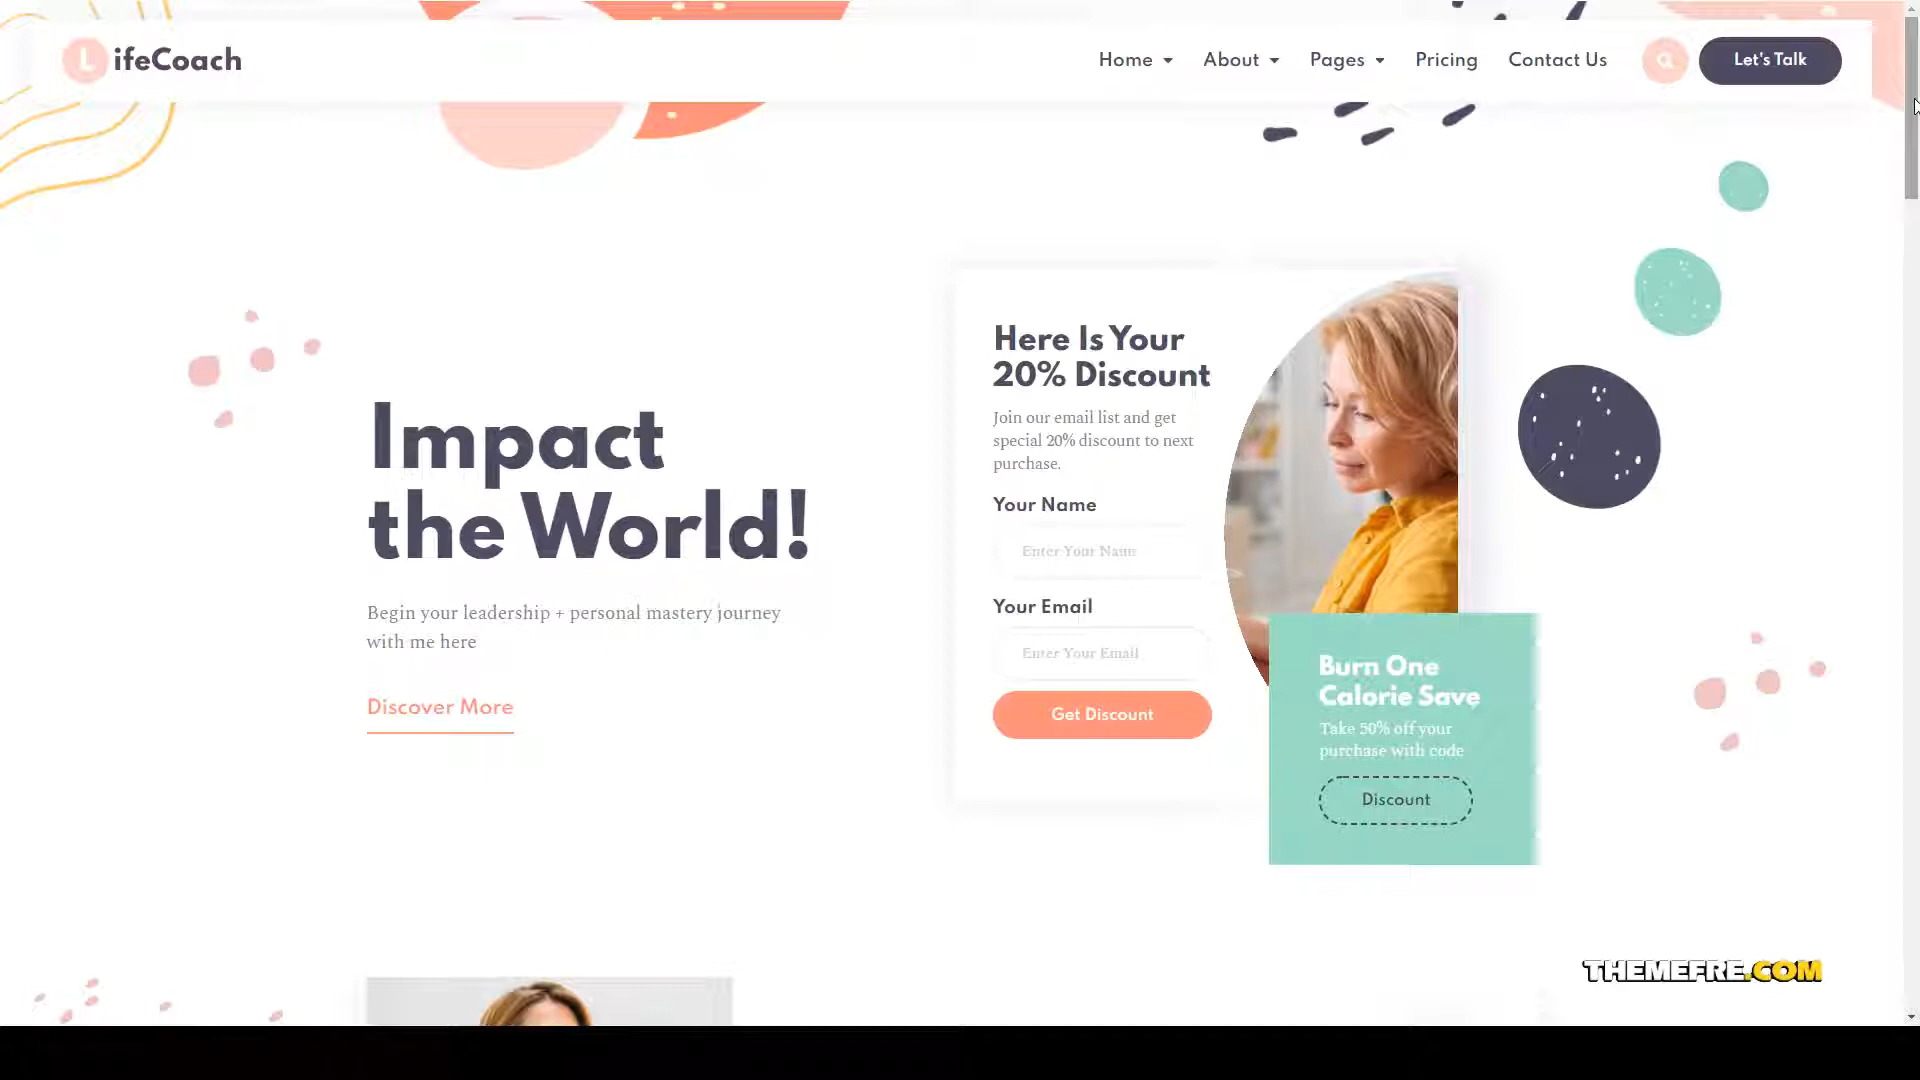 LifeCoach
Home
About
Pages
Pricing
Contact Us
Let's Talk
Impact
the World!
Begin your leadership + personal mastery journey
with me here
Discover More
Here Is Your
20% Discount
Join our email list and get
special 20% discount to next
purchase.
Your Name
Enter Your Name
Your Email
Enter Your Email
Get Discount
Burn One
Calorie Save
Take 50% off your
purchase with code
Discount
THEMEFRE.COM